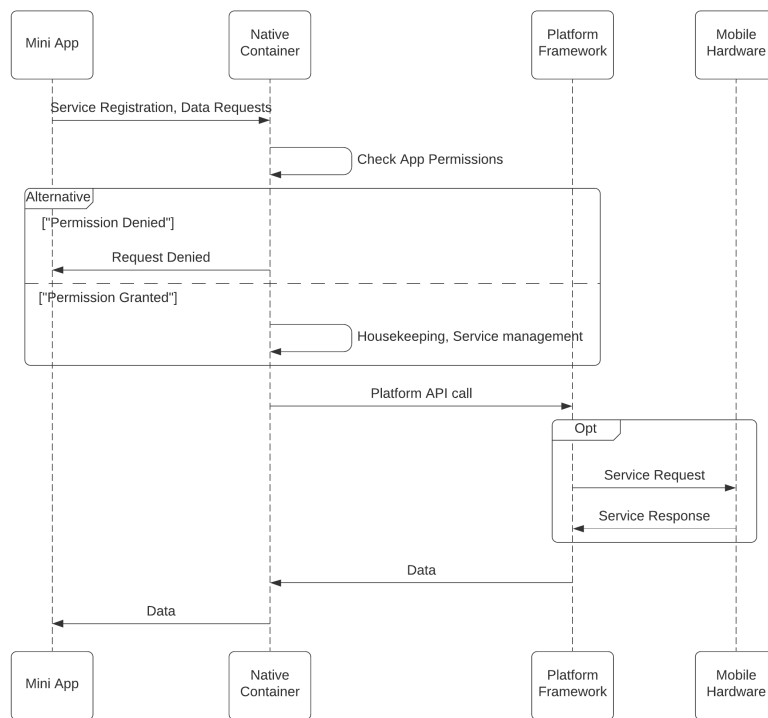 Mini App
Native
Container
Platform
Framework
Mobile
Hardware
Service Registration, Data Requests
Check App Permissions
Alternative
["Permission Denied"]
Request Denied
["Permission Granted"]
Housekeeping, Service management
Platform API call
Opt
Service Request
Service Response
Data
Data
Mini App
Native
Container
Platform
Framework
Mobile
Hardware